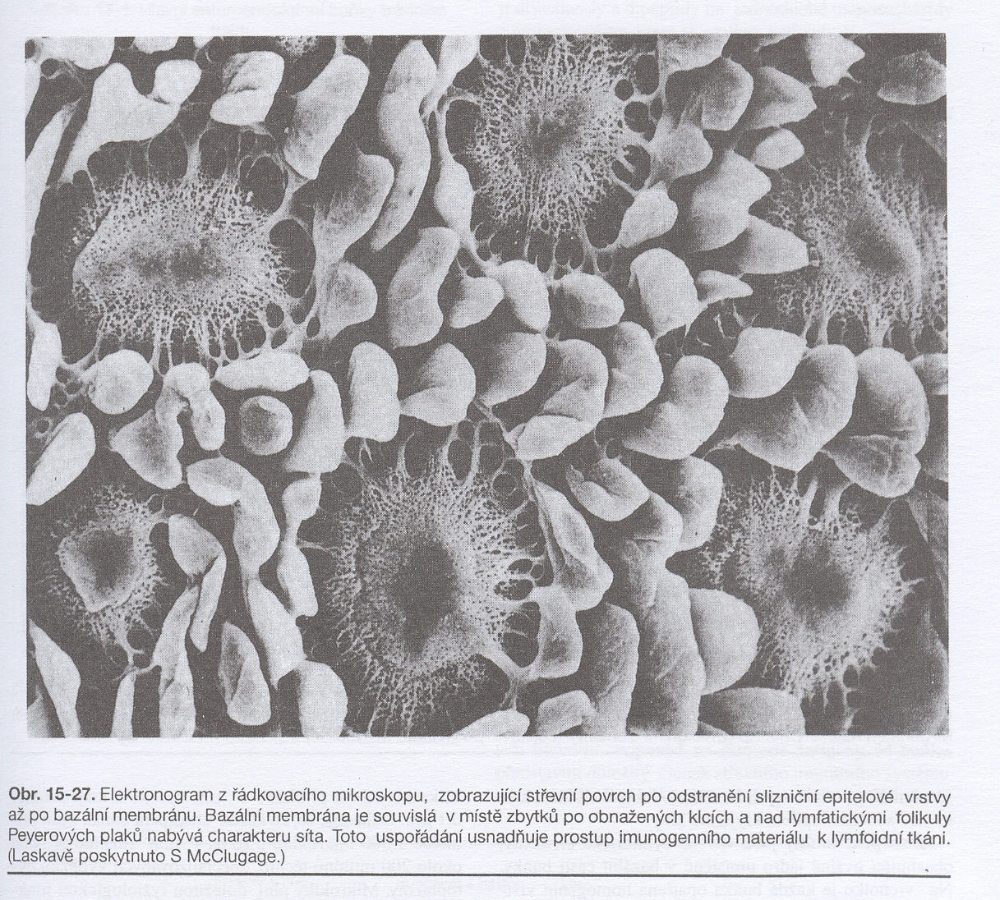 Obr. 15-27. Elektronogram z řádkovacího mikroskopu, zobrazující střevní povrch po odstranění slizniční epitelové vrstvy
až po bazální membránu. Bazální membrána je souvislá v místě zbytků po obnažených klcích a nad lymfatickými folikuly
Peyerových plaků nabývá charakteru síta. Toto uspořádání usnadňuje prostup imunogenního materiálu k lymfoidní tkáni.
(Laskavě poskytnuto S McClugage.)